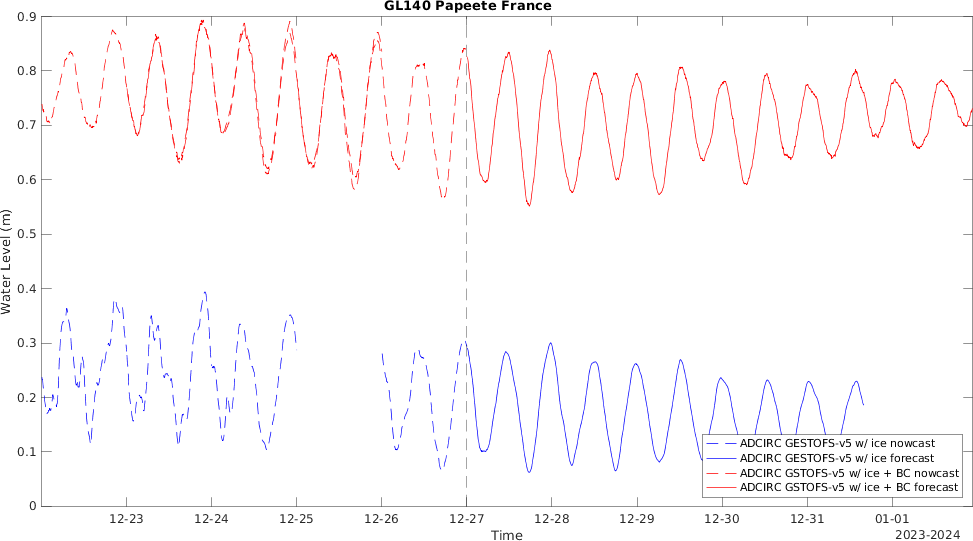 GL140 Papeete France
0.9
0.8
0.7
0.6
0.5
0.4
0.3
0.2
0.1
0
Water Level (m)
ADCIRC GESTOFS-v5 w/ ice nowcast
ADCIRC GESTOFS-v5 w/ ice forecast
ADCIRC GSTOFS-v5 w/ ice + BC nowcast
ADCIRC GSTOFS-v5 w/ ice + BC forecast
12-23 12-24 12-25 12-26 12-27 12-28 12-29 12-30 12-31 01-01
Time
2023-2024